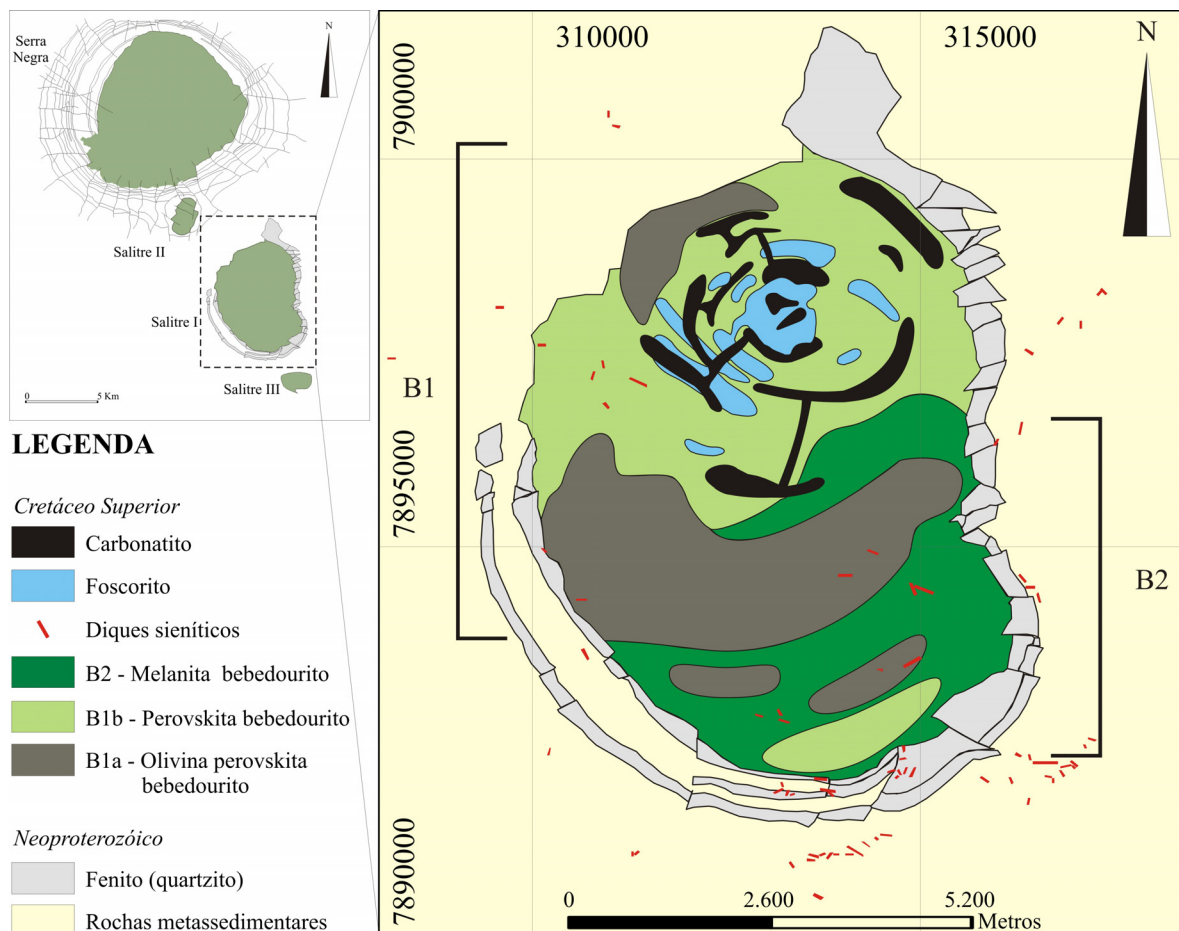 Serra
Negra
N
Salitre II
Salitre I
Salitre III
0 5 Km
LEGENDA
Cretáceo Superior
Carbonatito
Foscorito
Diques sieníticos
B2 - Melanita bebedourito
B1b - Perovskita bebedourito
B1a - Olivina perovskita
bebedourito
Neoproterozóico
Fenito (quartzito)
Rochas metassedimentares
310000 315000
N
7900000
7895000
7890000
B1
B2
0 2.600 5.200
Metros